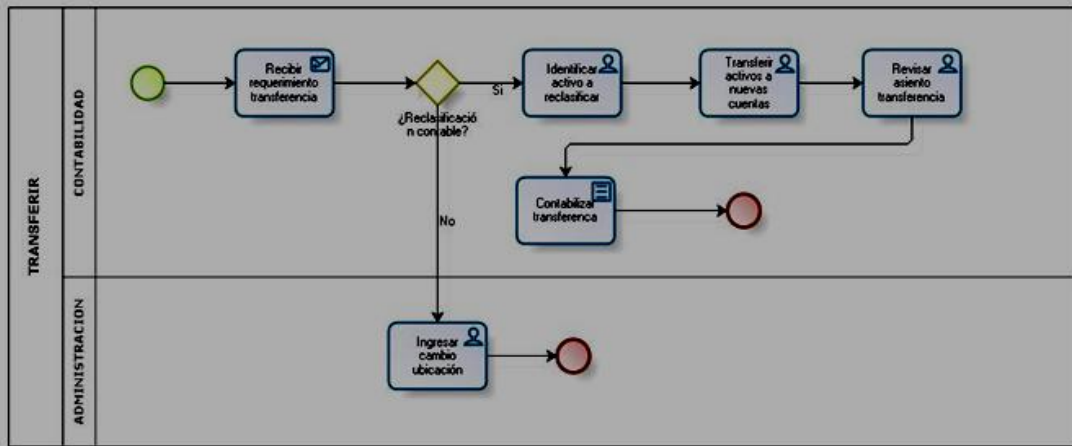 TRANSFERIR
CONTABILIDAD
Recibir
requerimiento
transferencia
¿Reclasificació
n contable?
Si
Identificar
activo a
reclasificar
Transferir
activos a
nuevas
cuentas
Revisar
asiento
transferencia
Contabilizar
transferenca
No
ADMINISTRACION
Ingresar
cambio
ubicación